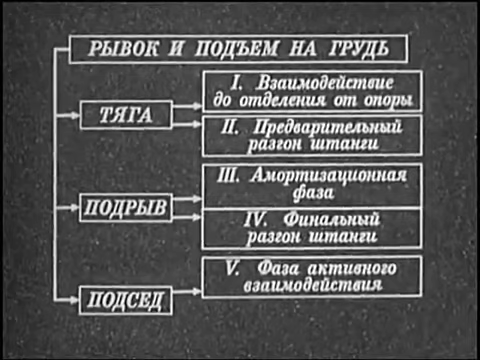 РЫВОК И ПОДЪЕМ НА ГРУДЬ
ТЯГА
I. Взаимодействие
до отделения от опоры
II. Предварительный
разгон штанги
ПОДРЫВ
III. Амортизационная
фаза
IV. Финальный
разгон штанги
ПОДСЕД
V. Фаза активного
взаимодействия